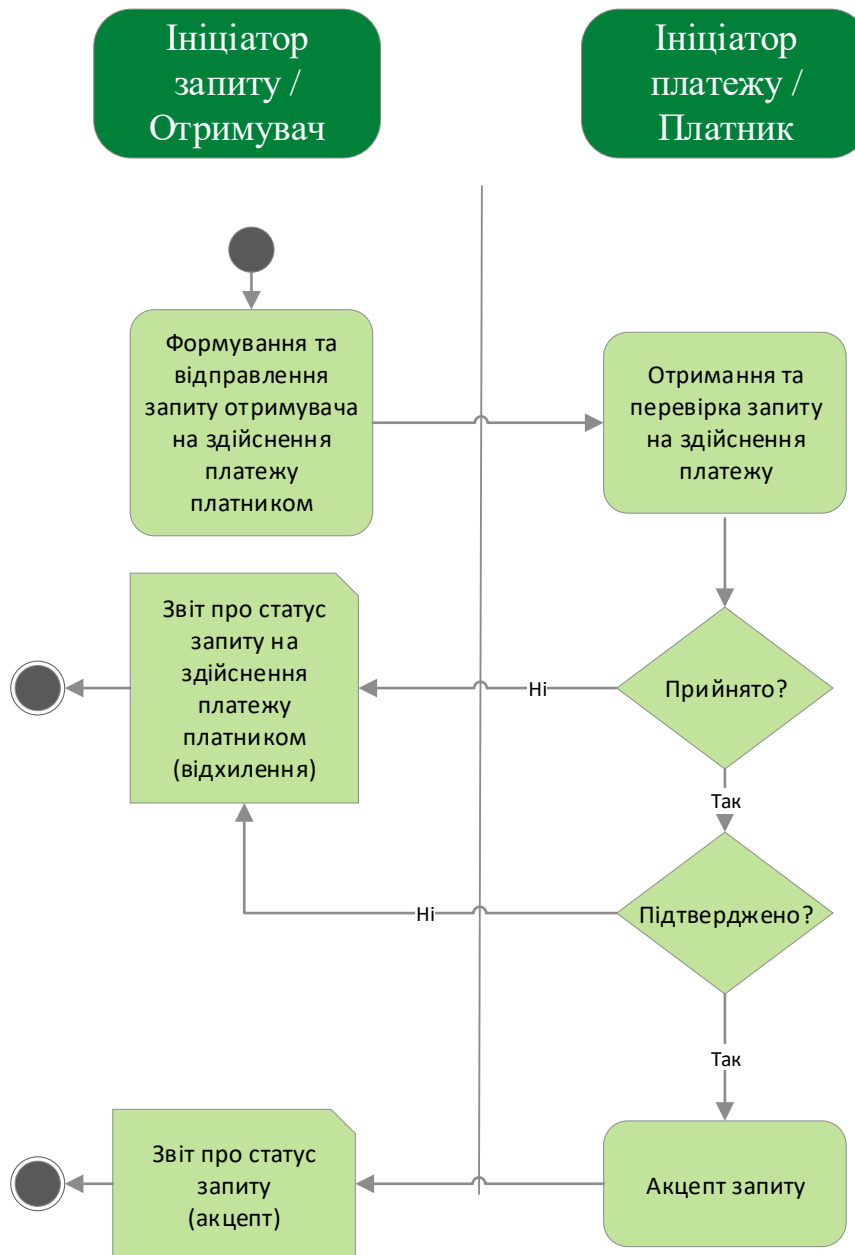 Ініціатор
запиту /
Отримувач
Ініціатор
платежу /
Платник
Формування та
відправлення
запиту отримувача
на здійснення
платежу
платником
Отримання та
перевірка запиту
на здійснення
платежу
Звіт про статус
запиту на
здійснення
платежу
платником
(відхилення)
Ні
Прийнято?
Так
Ні
Підтверджено?
Так
Звіт про статус
запиту
(акцепт)
Акцепт запиту